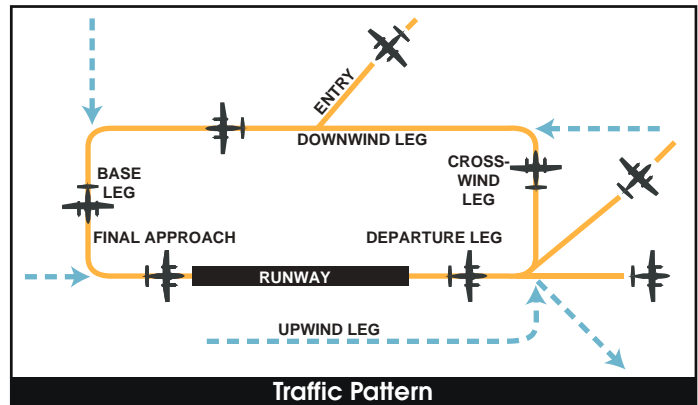 ENTRY
DOWNWIND LEG
CROSS-
WIND
LEG
BASE
LEG
FINAL APPROACH
DEPARTURE LEG
RUNWAY
UPWIND LEG
Traffic Pattern